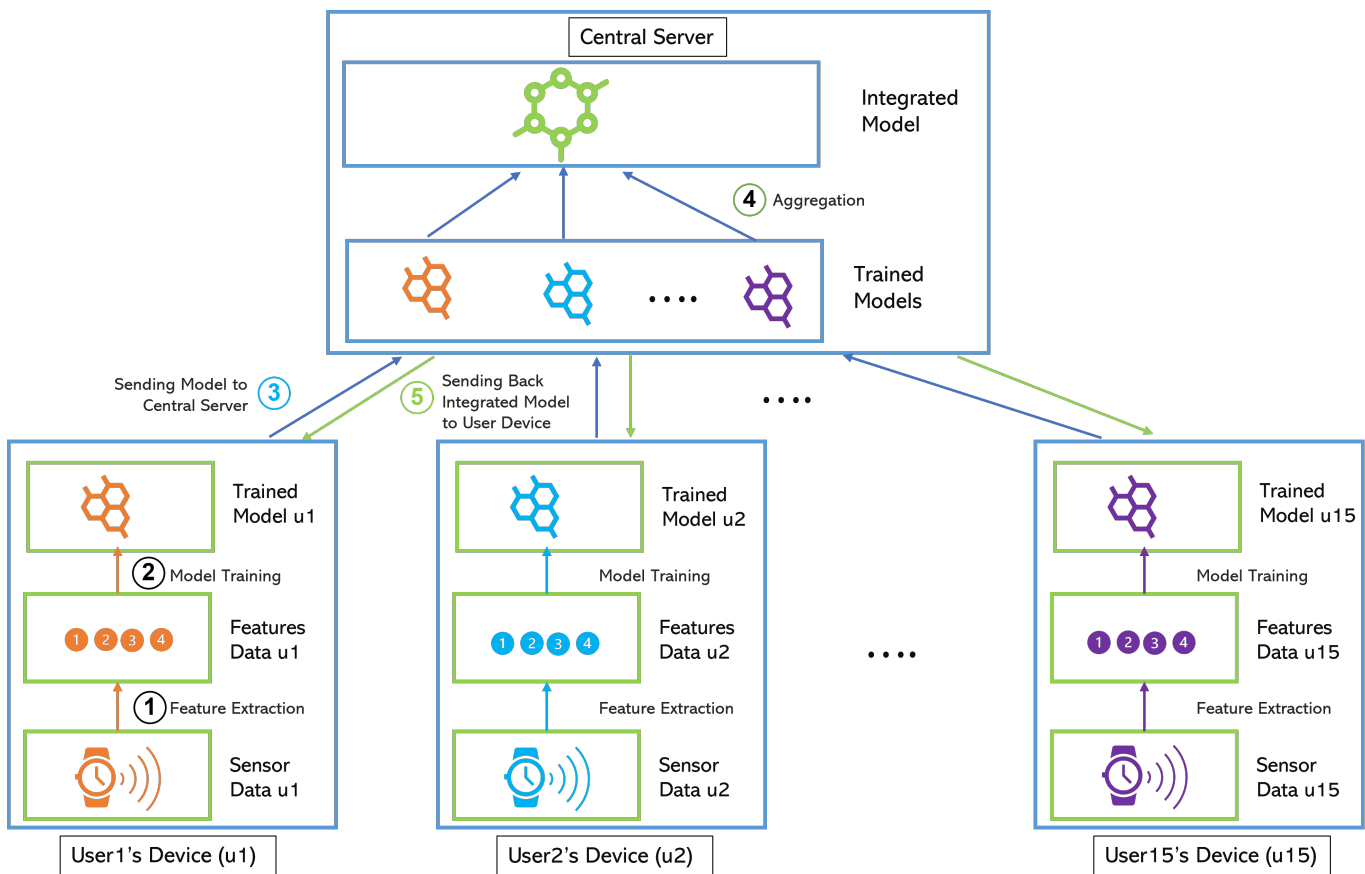 Central Server
Integrated
Model
4 Aggregation
Trained
Models
Sending Model to
Central Server
3
5
Sending Back
Integrated Model
to User Device
....
....
Trained
Model u1
2 Model Training
1 2 3 4
Features
Data u1
1 Feature Extraction
Sensor
Data u1
User1's Device (u1)
Trained
Model u2
Model Training
1 2 3 4
Features
Data u2
Feature Extraction
Sensor
Data u2
User2's Device (u2)
....
Trained
Model u15
Model Training
1 2 3 4
Features
Data u15
Feature Extraction
Sensor
Data u15
User15's Device (u15)